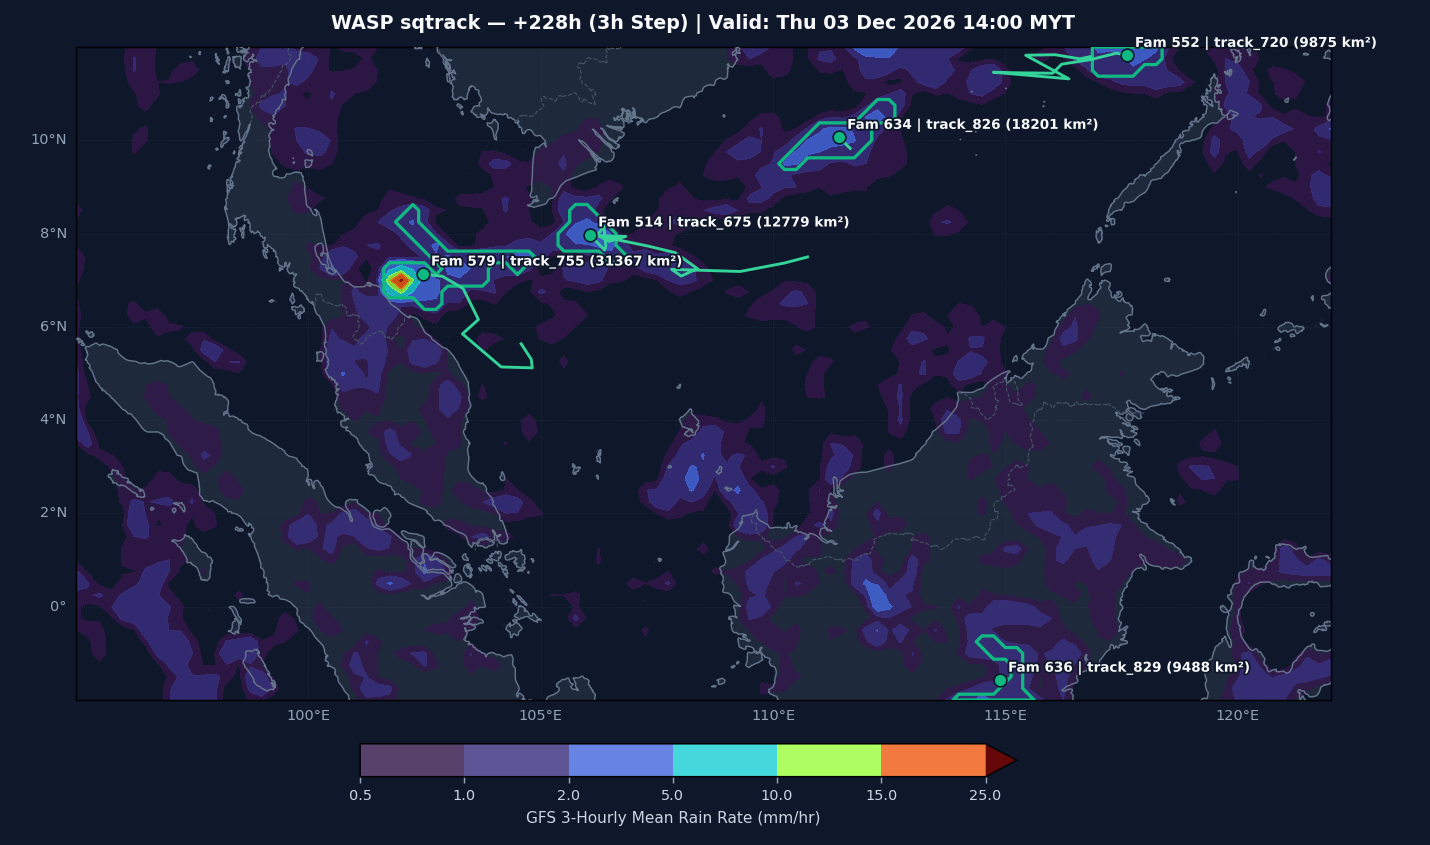 WASP sqtrack — +228h (3h Step) | Valid: Thu 03 Dec 2026 14:00 MYT
Fam 552 | track_720 (9875 km²)
Fam 634 | track_826 (18201 km²)
10°N
Fam 514 | track_675 (12779 km²)
8°N
Fam 579 | track_755 (31367 km²)
6°N
4°N
2°N
0°
Fam 636 | track_829 (9488 km²)
100°E 105°E 110°E 115°E 120°E
0.5 1.0 2.0 5.0 10.0 15.0 25.0
GFS 3-Hourly Mean Rain Rate (mm/hr)